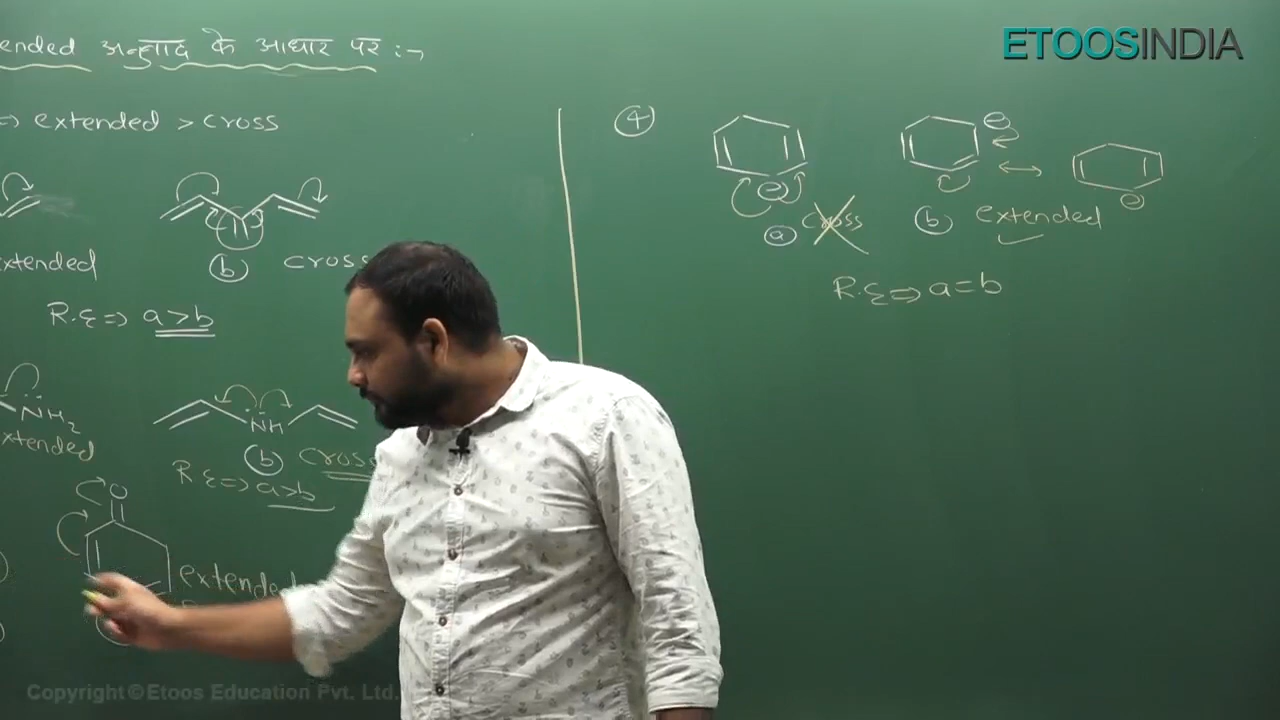 ETOOSINDIA
ended अनुनाद के आधार पर :-
⇒ extended > cross
extended
(b) cross
R.E ⇒ a>b
NH2
xtended
NH
(b) cross
R.E ⇒ a>b
O
extended
(4)
⊖
⊖
⊖
↔
(a) cross
(b) extended
R.E ⇒ a=b
Copyright © Etoos Education Pvt. Ltd.